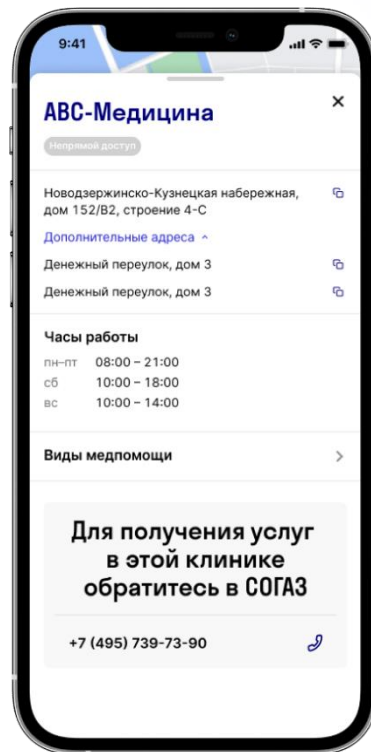 9:41
АВС-Медицина
Непрямой доступ
Новодзержинско-Кузнецкая набережная,
дом 152/В2, строение 4-С
Дополнительные адреса
Денежный переулок, дом 3
Денежный переулок, дом 3
Часы работы
пн–пт 08:00 – 21:00
сб 10:00 – 18:00
вс 10:00 – 14:00
Виды медпомощи
Для получения услуг
в этой клинике
обратитесь в СОГАЗ
+7 (495) 739-73-90